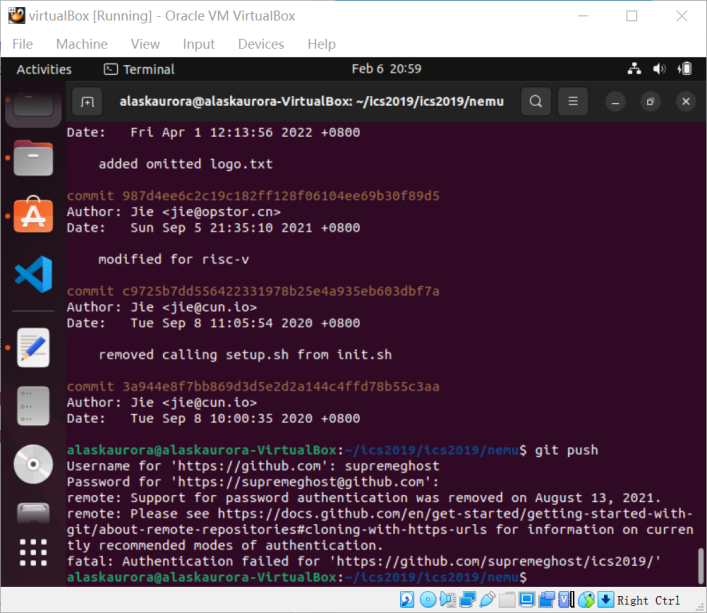 virtualBox [Running] - Oracle VM VirtualBox
File Machine View Input Devices Help
Activities Terminal Feb 6 20:59
alaskaurora@alaskaurora-VirtualBox: ~/ics2019/ics2019/nemu
Date:   Fri Apr 1 12:13:56 2022 +0800
added omitted logo.txt
commit 987d4ee6c2c19c182ff128f06104ee69b30f89d5
Author: Jie <jie@opstor.cn>
Date:   Sun Sep 5 21:35:10 2021 +0800
modified for risc-v
commit c9725b7dd556422331978b25e4a935eb603dbf7a
Author: Jie <jie@cun.io>
Date:   Tue Sep 8 11:05:54 2020 +0800
removed calling setup.sh from init.sh
commit 3a944e8f7bb869d3d5e2d2a144c4ffd78b55c3aa
Author: Jie <jie@cun.io>
Date:   Tue Sep 8 10:00:35 2020 +0800
alaskaurora@alaskaurora-VirtualBox:~/ics2019/ics2019/nemu$ git push
Username for 'https://github.com': supremeghost
Password for 'https://supremeghost@github.com':
remote: Support for password authentication was removed on August 13, 2021.
remote: Please see https://docs.github.com/en/get-started/getting-started-with-
git/about-remote-repositories#cloning-with-https-urls for information on curren
tly recommended modes of authentication.
fatal: Authentication failed for 'https://github.com/supremeghost/ics2019/'
alaskaurora@alaskaurora-VirtualBox:~/ics2019/ics2019/nemu$
Right Ctrl